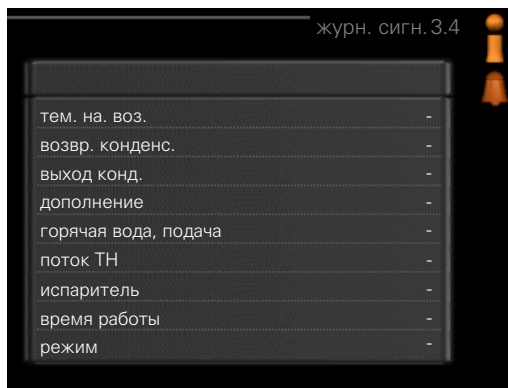 журн. сигн. 3.4
тем. на. воз. -
возвр. конденс. -
выход конд. -
дополнение -
горячая вода, подача -
поток ТН -
испаритель -
время работы -
режим -